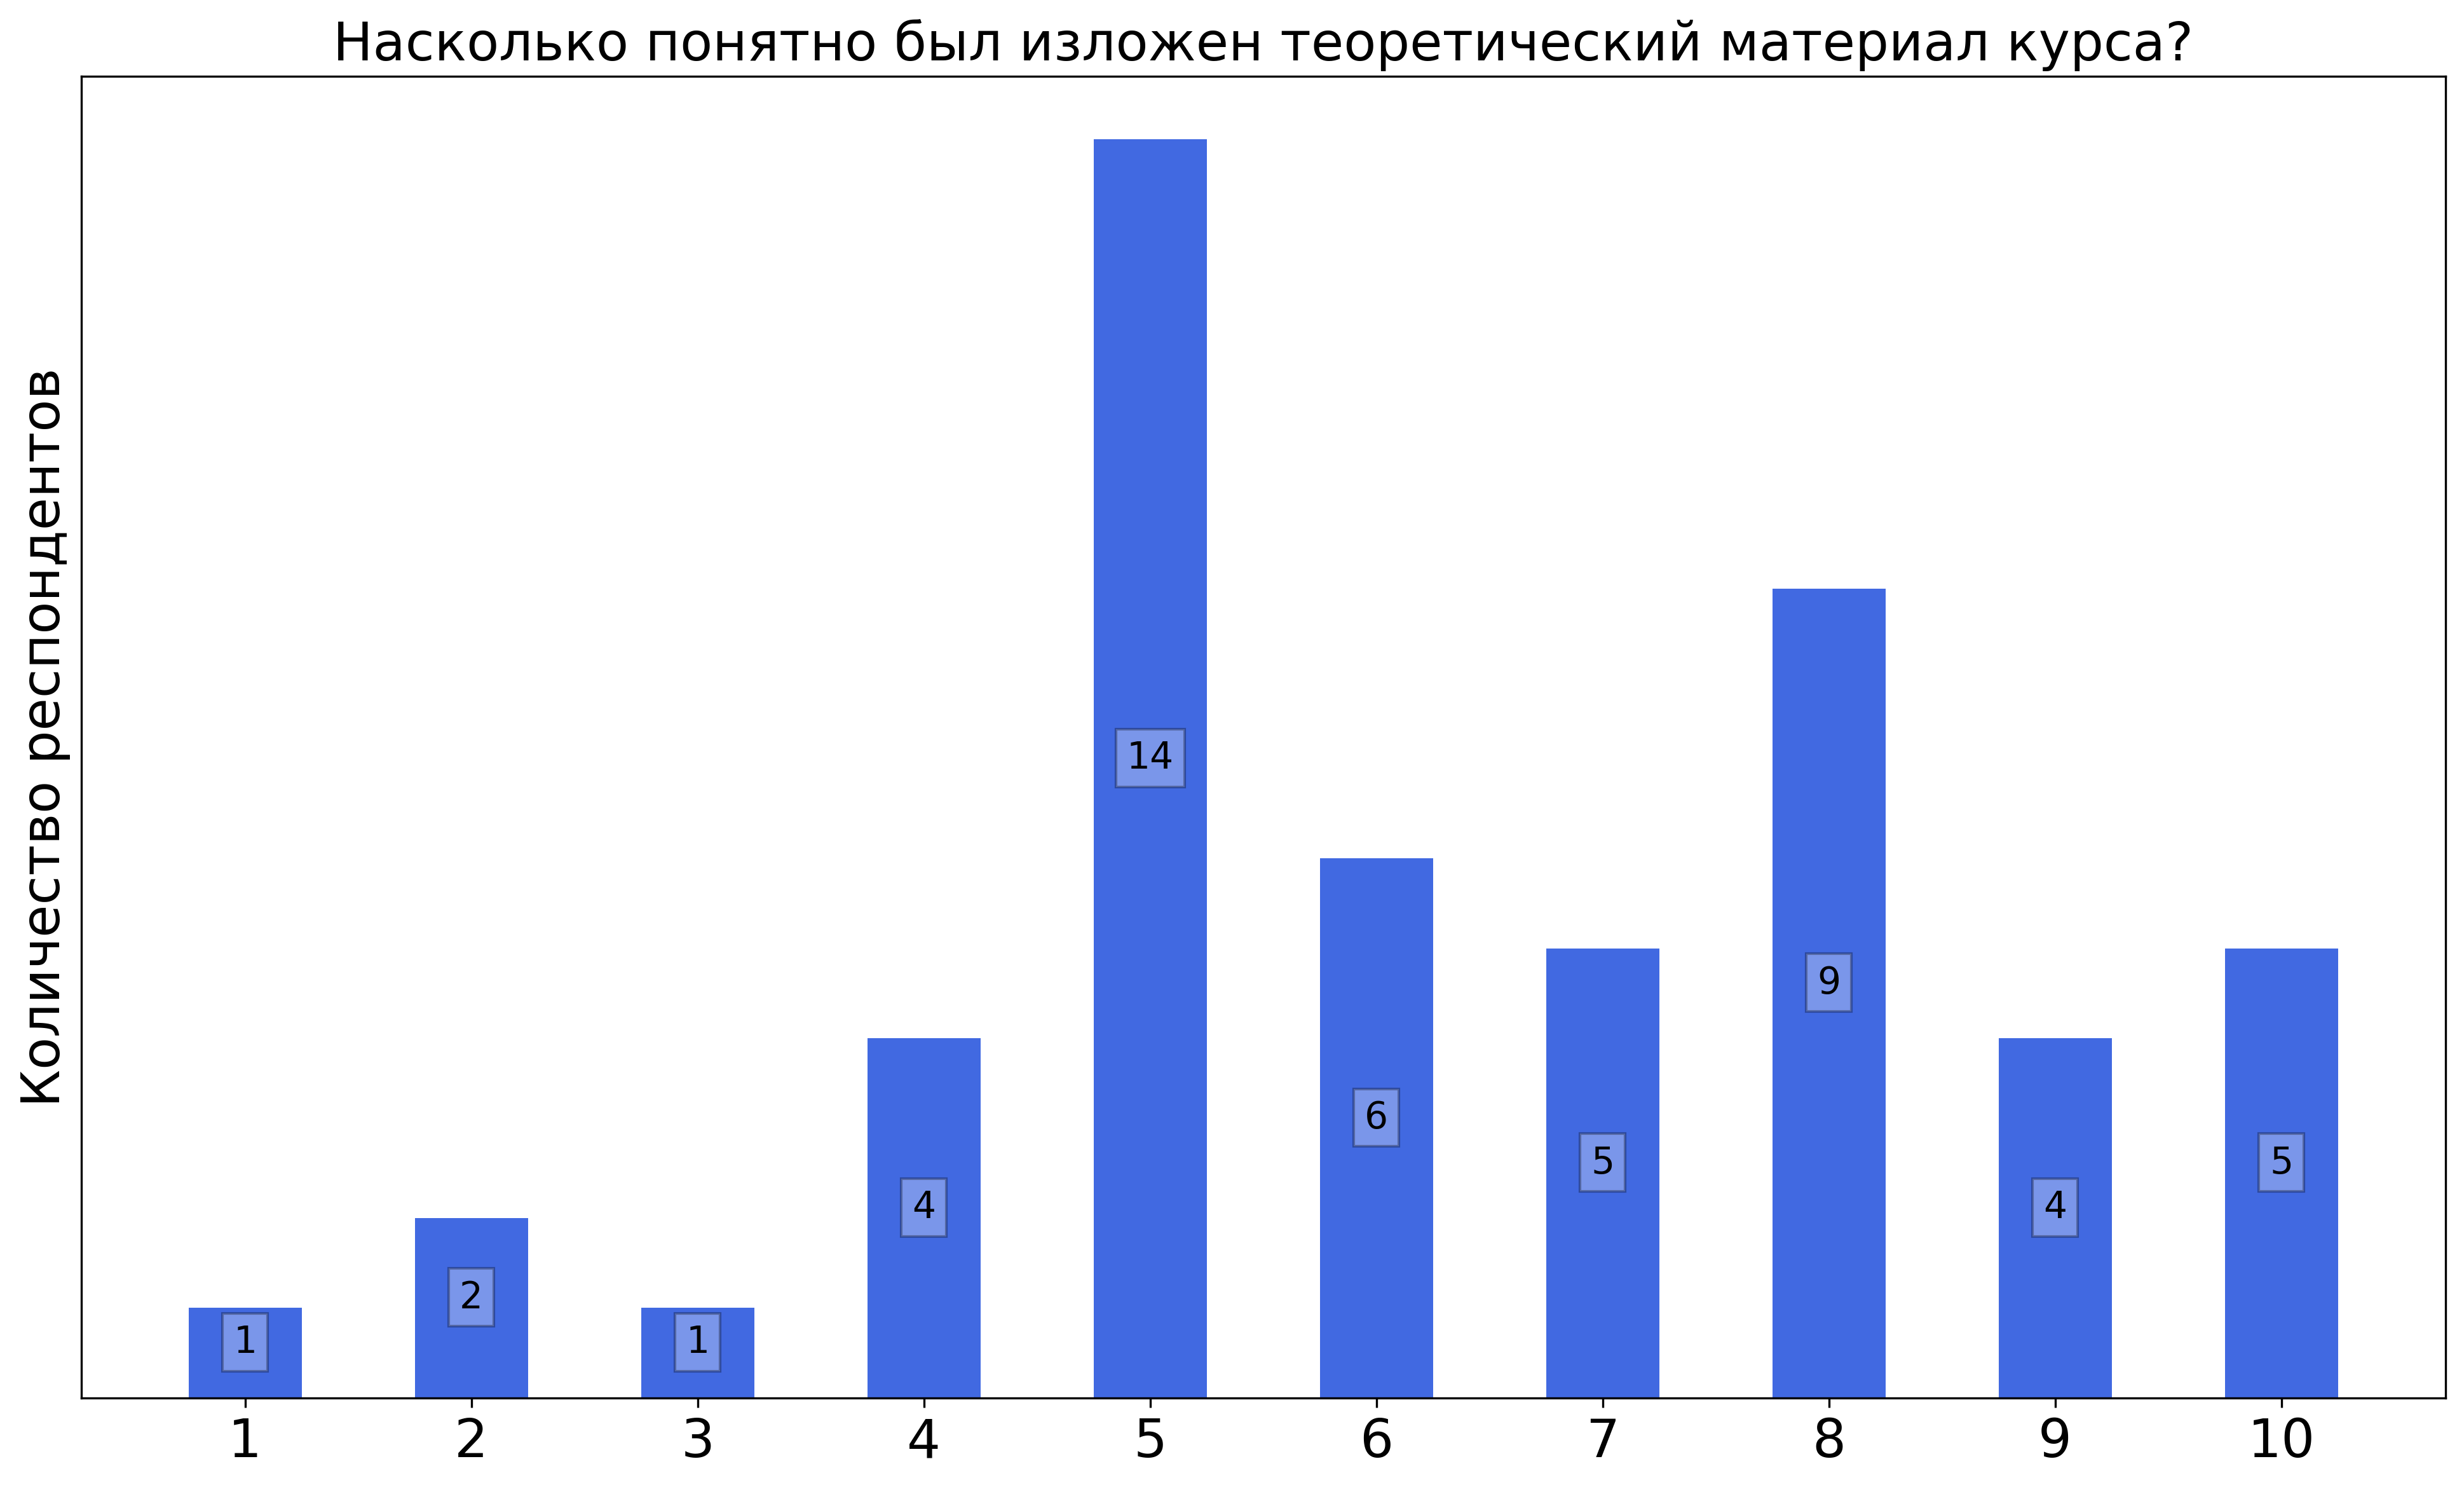 Насколько понятно был изложен теоретический материал курса?
Количество респондентов
1 2 1 4 14 6 5 9 4 5
1 2 3 4 5 6 7 8 9 10